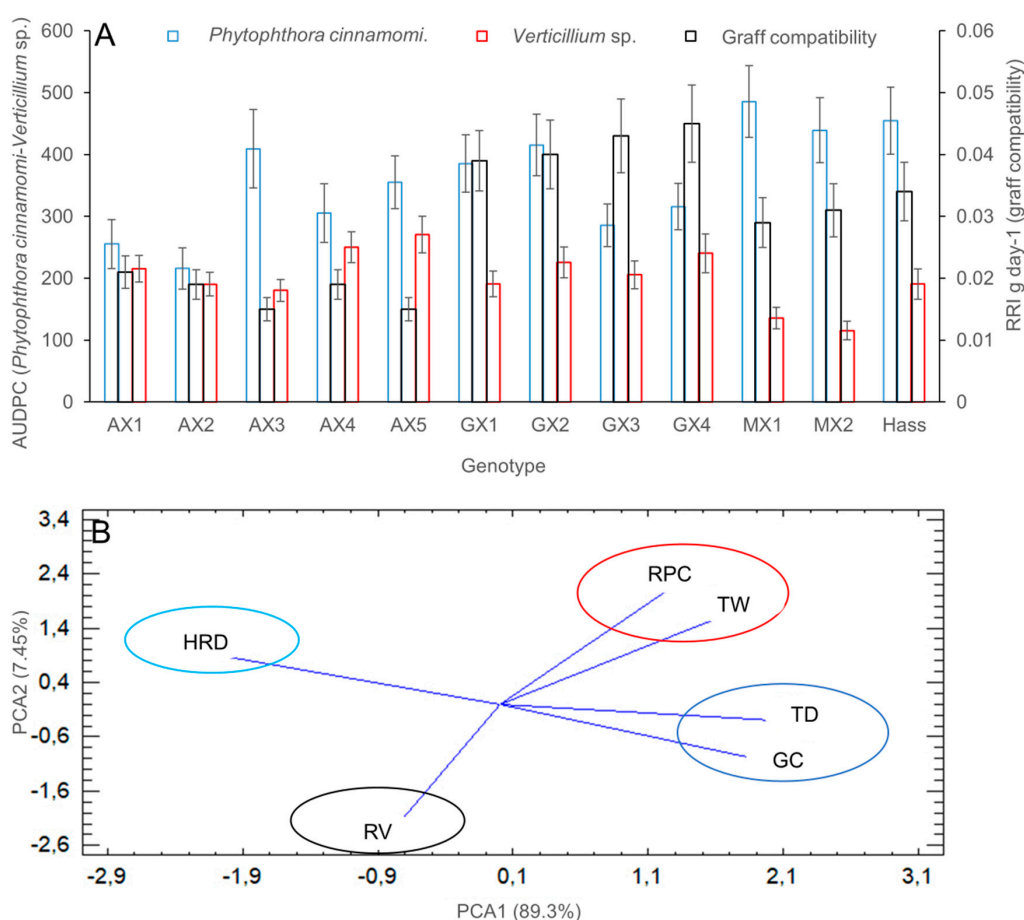 A
Phytophthora cinnamomi.
Verticillium sp.
Graff compatibility
AUDPC (Phytophthora cinnamomi-Verticillium sp.)
600
500
400
300
200
100
0
0.06
0.05
0.04
0.03
0.02
0.01
0
RRI g day-1 (graff compatibility)
AX1 AX2 AX3 AX4 AX5 GX1 GX2 GX3 GX4 MX1 MX2 Hass
Genotype
B
PCA2 (7.45%)
3,4
2,4
1,4
0,4
-0,6
-1,6
-2,6
RPC
TW
HRD
TD
GC
RV
-2,9 -1,9 -0,9 0,1 1,1 2,1 3,1
PCA1 (89.3%)